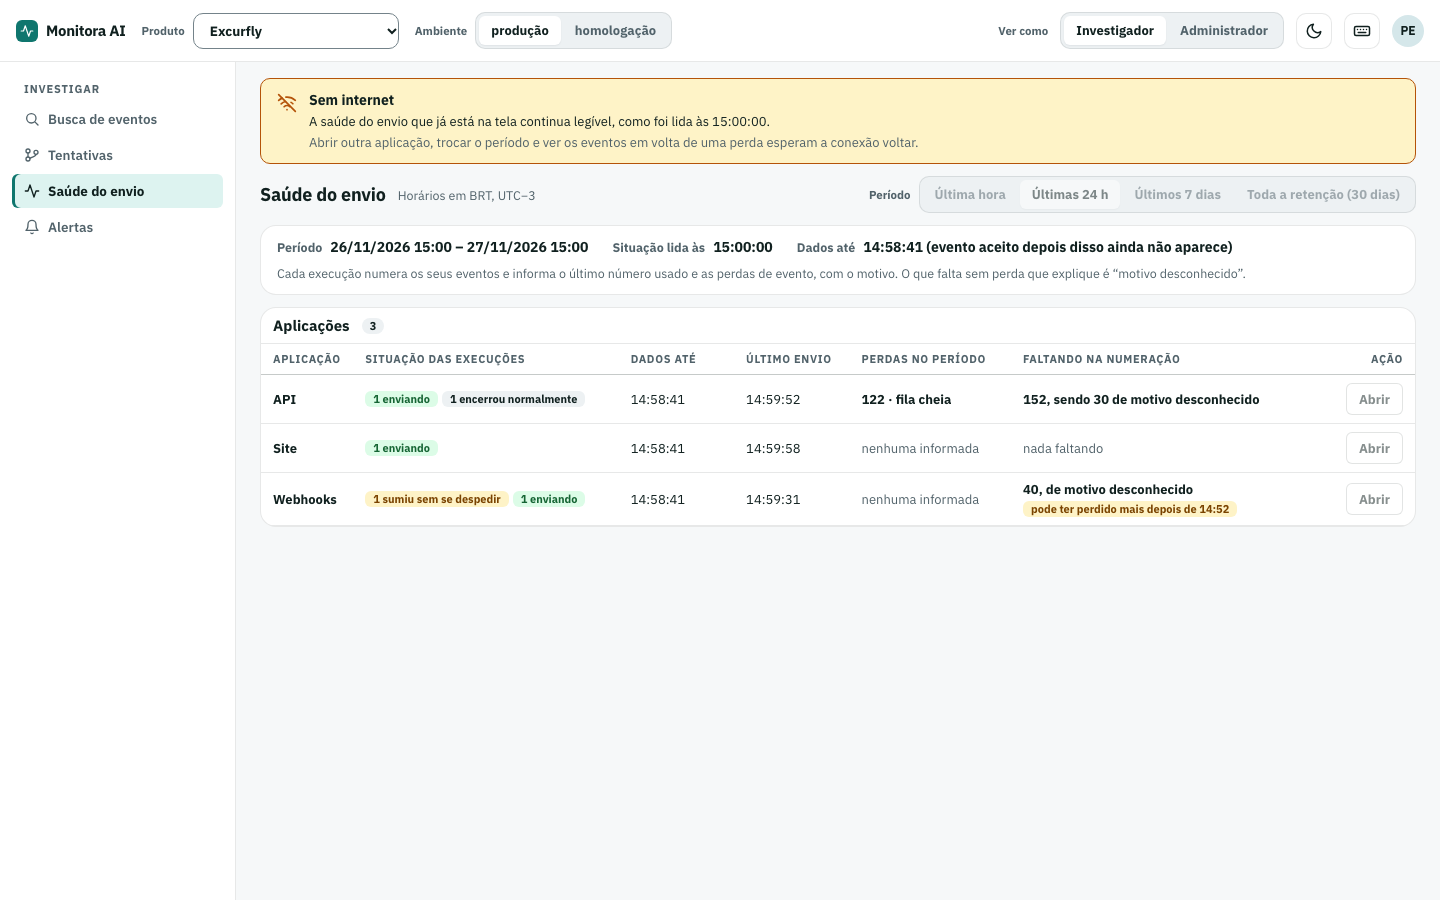 Monitora AI
Produto
Excurfly
Ambiente
produção
homologação
Ver como
Investigador
Administrador
PE
INVESTIGAR
Busca de eventos
Tentativas
Saúde do envio
Alertas
Sem internet
A saúde do envio que já está na tela continua legível, como foi lida às 15:00:00.
Abrir outra aplicação, trocar o período e ver os eventos em volta de uma perda esperam a conexão voltar.
Saúde do envio
Horários em BRT, UTC−3
Período
Última hora
Últimas 24 h
Últimos 7 dias
Toda a retenção (30 dias)
Período 26/11/2026 15:00 – 27/11/2026 15:00
Situação lida às 15:00:00
Dados até 14:58:41 (evento aceito depois disso ainda não aparece)
Cada execução numera os seus eventos e informa o último número usado e as perdas de evento, com o motivo. O que falta sem perda que explique é “motivo desconhecido”.
Aplicações 3
APLICAÇÃO SITUAÇÃO DAS EXECUÇÕES DADOS ATÉ ÚLTIMO ENVIO PERDAS NO PERÍODO FALTANDO NA NUMERAÇÃO AÇÃO
API 1 enviando 1 encerrou normalmente 14:58:41 14:59:52 122 · fila cheia 152, sendo 30 de motivo desconhecido Abrir
Site 1 enviando 14:58:41 14:59:58 nenhuma informada nada faltando Abrir
Webhooks 1 sumiu sem se despedir 1 enviando 14:58:41 14:59:31 nenhuma informada 40, de motivo desconhecido Abrir
pode ter perdido mais depois de 14:52